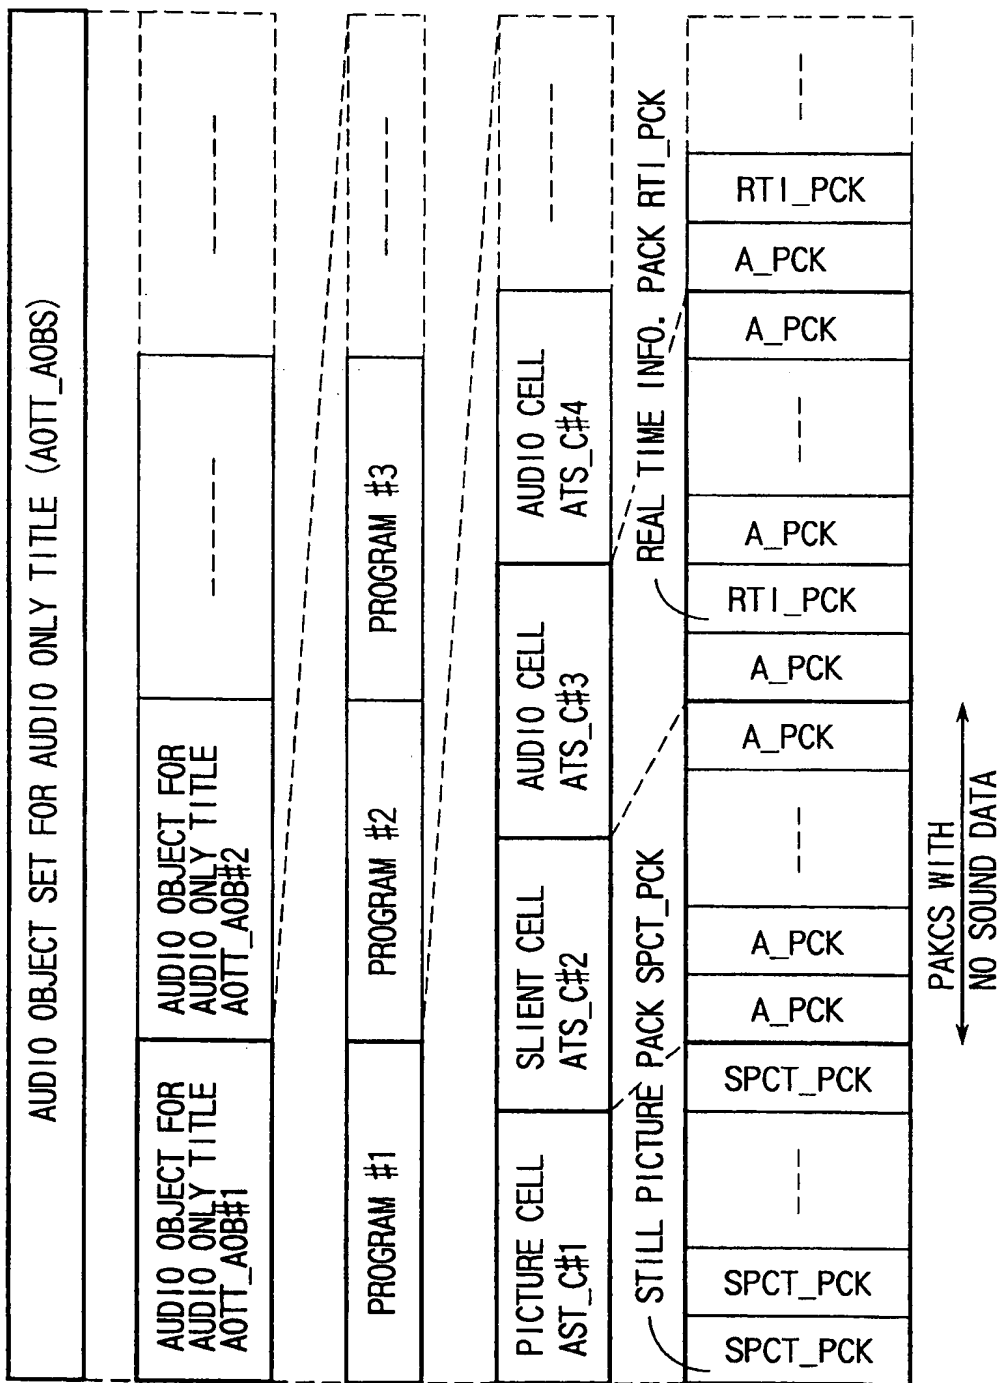 AUDIO OBJECT SET FOR AUDIO ONLY TITLE (AOTT_AOBS)
AUDIO OBJECT FOR
AUDIO ONLY TITLE
AOTT_AOB#1
AUDIO OBJECT FOR
AUDIO ONLY TITLE
AOTT_AOB#2
PROGRAM #1
PROGRAM #2
PROGRAM #3
PICTURE CELL
AST_C#1
SLIENT CELL
ATS_C#2
AUDIO CELL
ATS_C#3
AUDIO CELL
ATS_C#4
STILL PICTURE PACK SPCT_PCK
REAL TIME INFO. PACK RTI_PCK
SPCT_PCK
SPCT_PCK
SPCT_PCK
A_PCK
A_PCK
A_PCK
A_PCK
RTI_PCK
A_PCK
A_PCK
A_PCK
RTI_PCK
PAKCS WITH
NO SOUND DATA